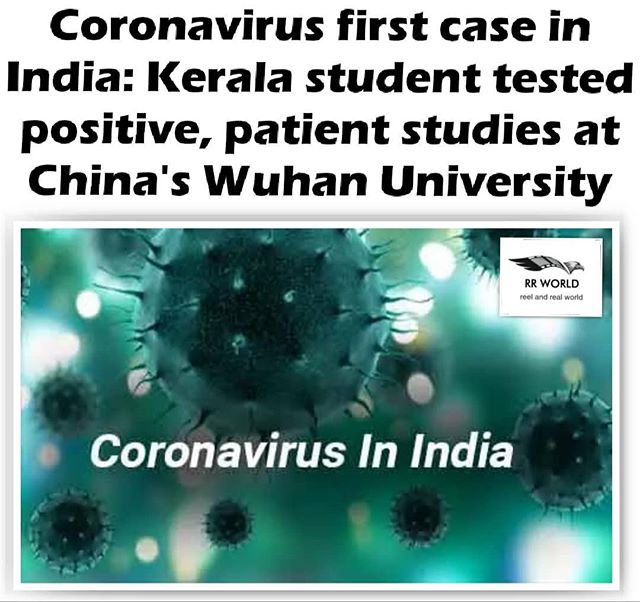 Coronavirus first case in
India: Kerala student tested
positive, patient studies at
China's Wuhan University
RR WORLD
reel and real world
Coronavirus In India